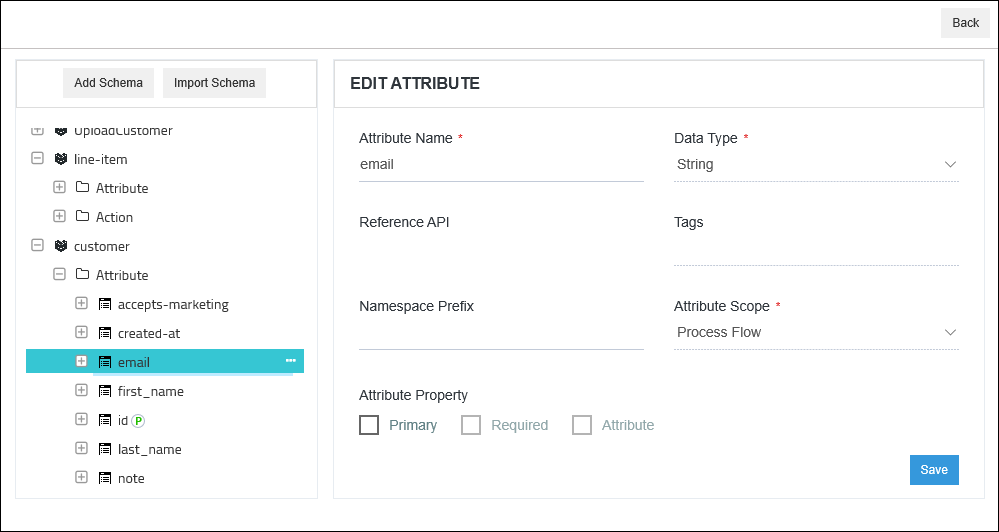 Back
Add Schema Import Schema
UploadCustomer
line-item
Attribute
Action
customer
Attribute
accepts-marketing
created-at
email
first_name
id P
last_name
note
EDIT ATTRIBUTE
Attribute Name * Data Type *
email String
Reference API Tags
Namespace Prefix Attribute Scope *
Process Flow
Attribute Property
Primary Required Attribute
Save